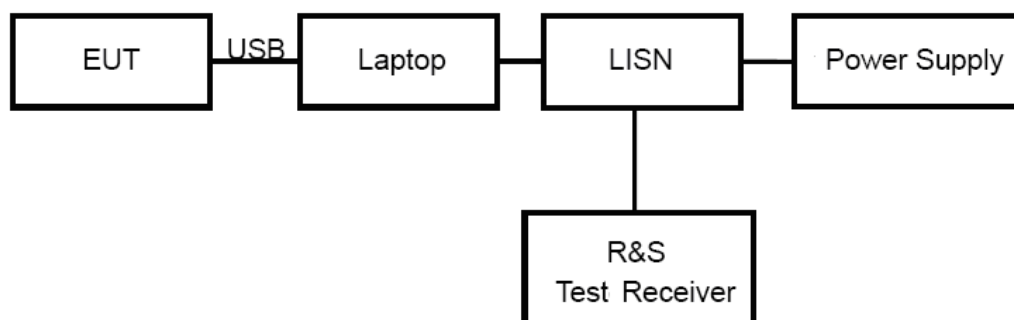 EUT
USB
Laptop
LISN
Power Supply
R&S
Test Receiver